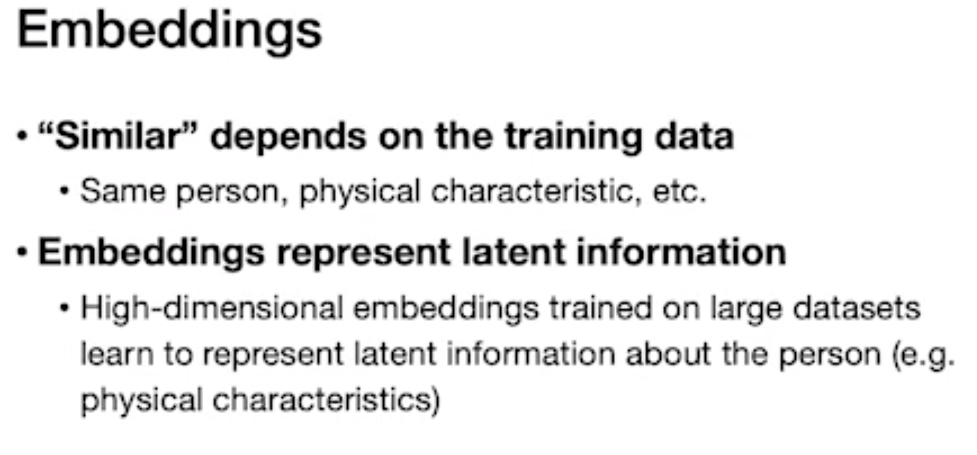 Embeddings
• “Similar” depends on the training data
• Same person, physical characteristic, etc.
• Embeddings represent latent information
• High-dimensional embeddings trained on large datasets
learn to represent latent information about the person (e.g.
physical characteristics)